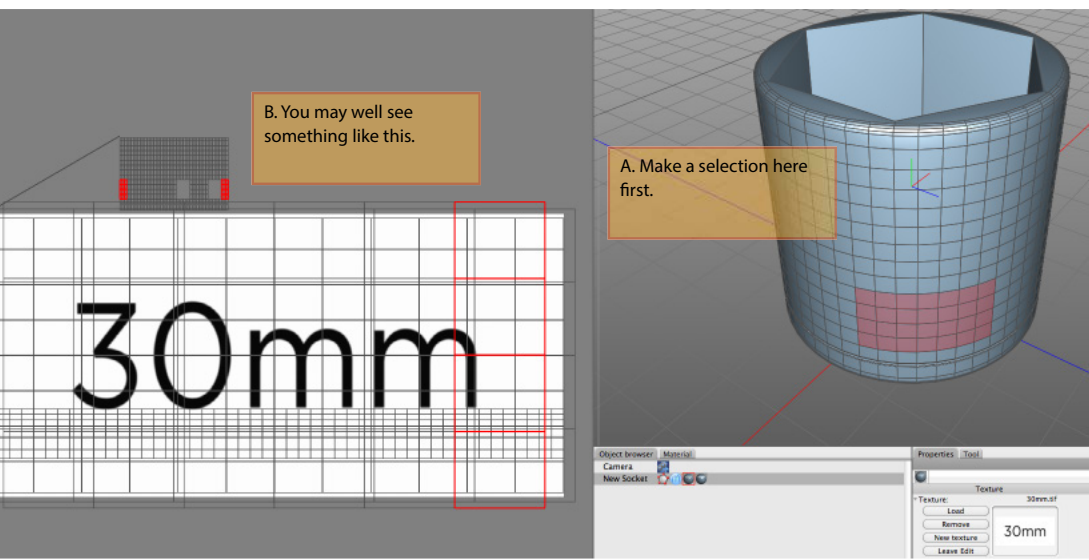 B. You may well see
something like this.
A. Make a selection here
first.
30mm
Object browser Material
Camera
New Socket
Properties Tool
Texture
Texture: 30mm.tif
Load
Remove
New texture
Leave Edit
30mm